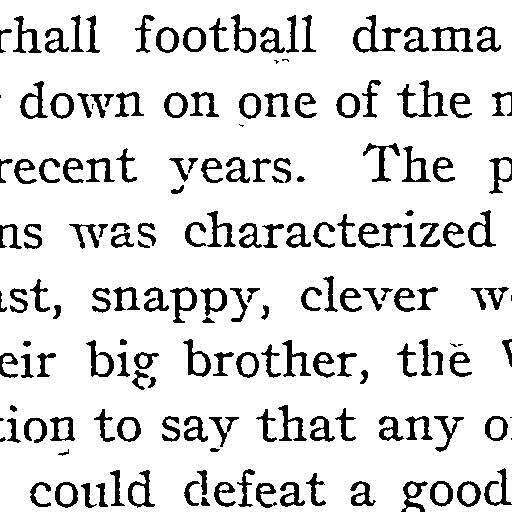 rhall football drama
down on one of the
recent years. The p
ns was characterized
ast, snappy, clever w
eir big brother, the
tion to say that any o
could defeat a good